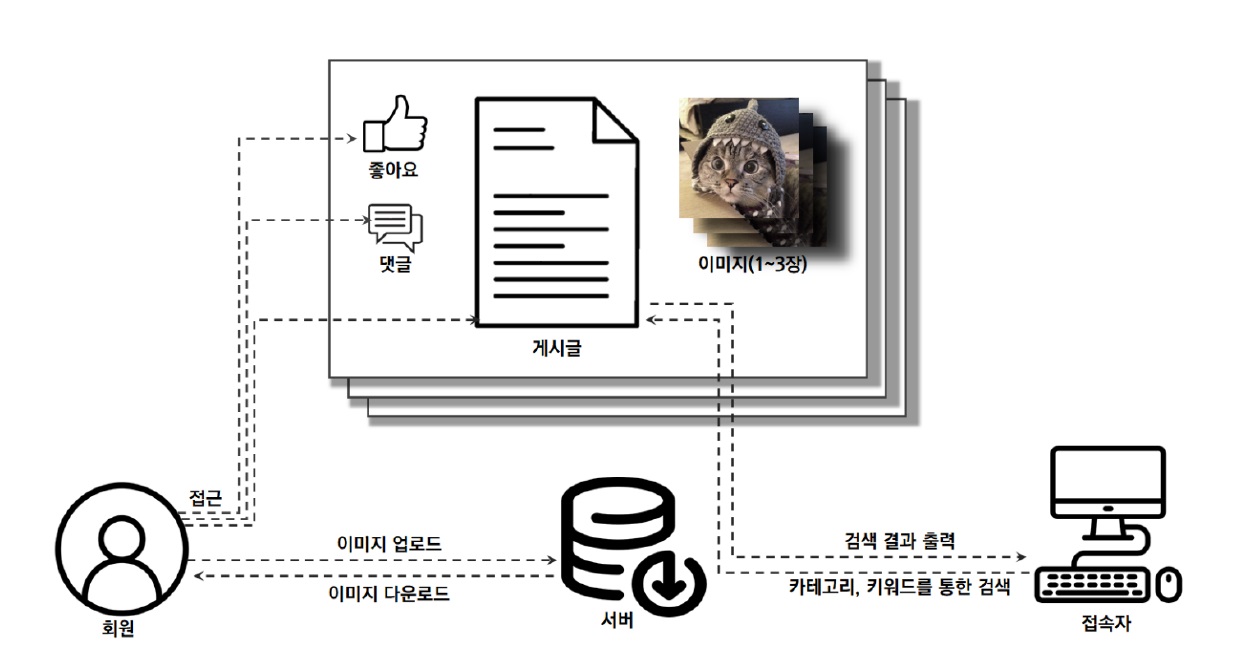 좋아요
댓글
이미지(1~3장)
게시글
접근
이미지 업로드
이미지 다운로드
회원
서버
검색 결과 출력
카테고리, 키워드를 통한 검색
접속자